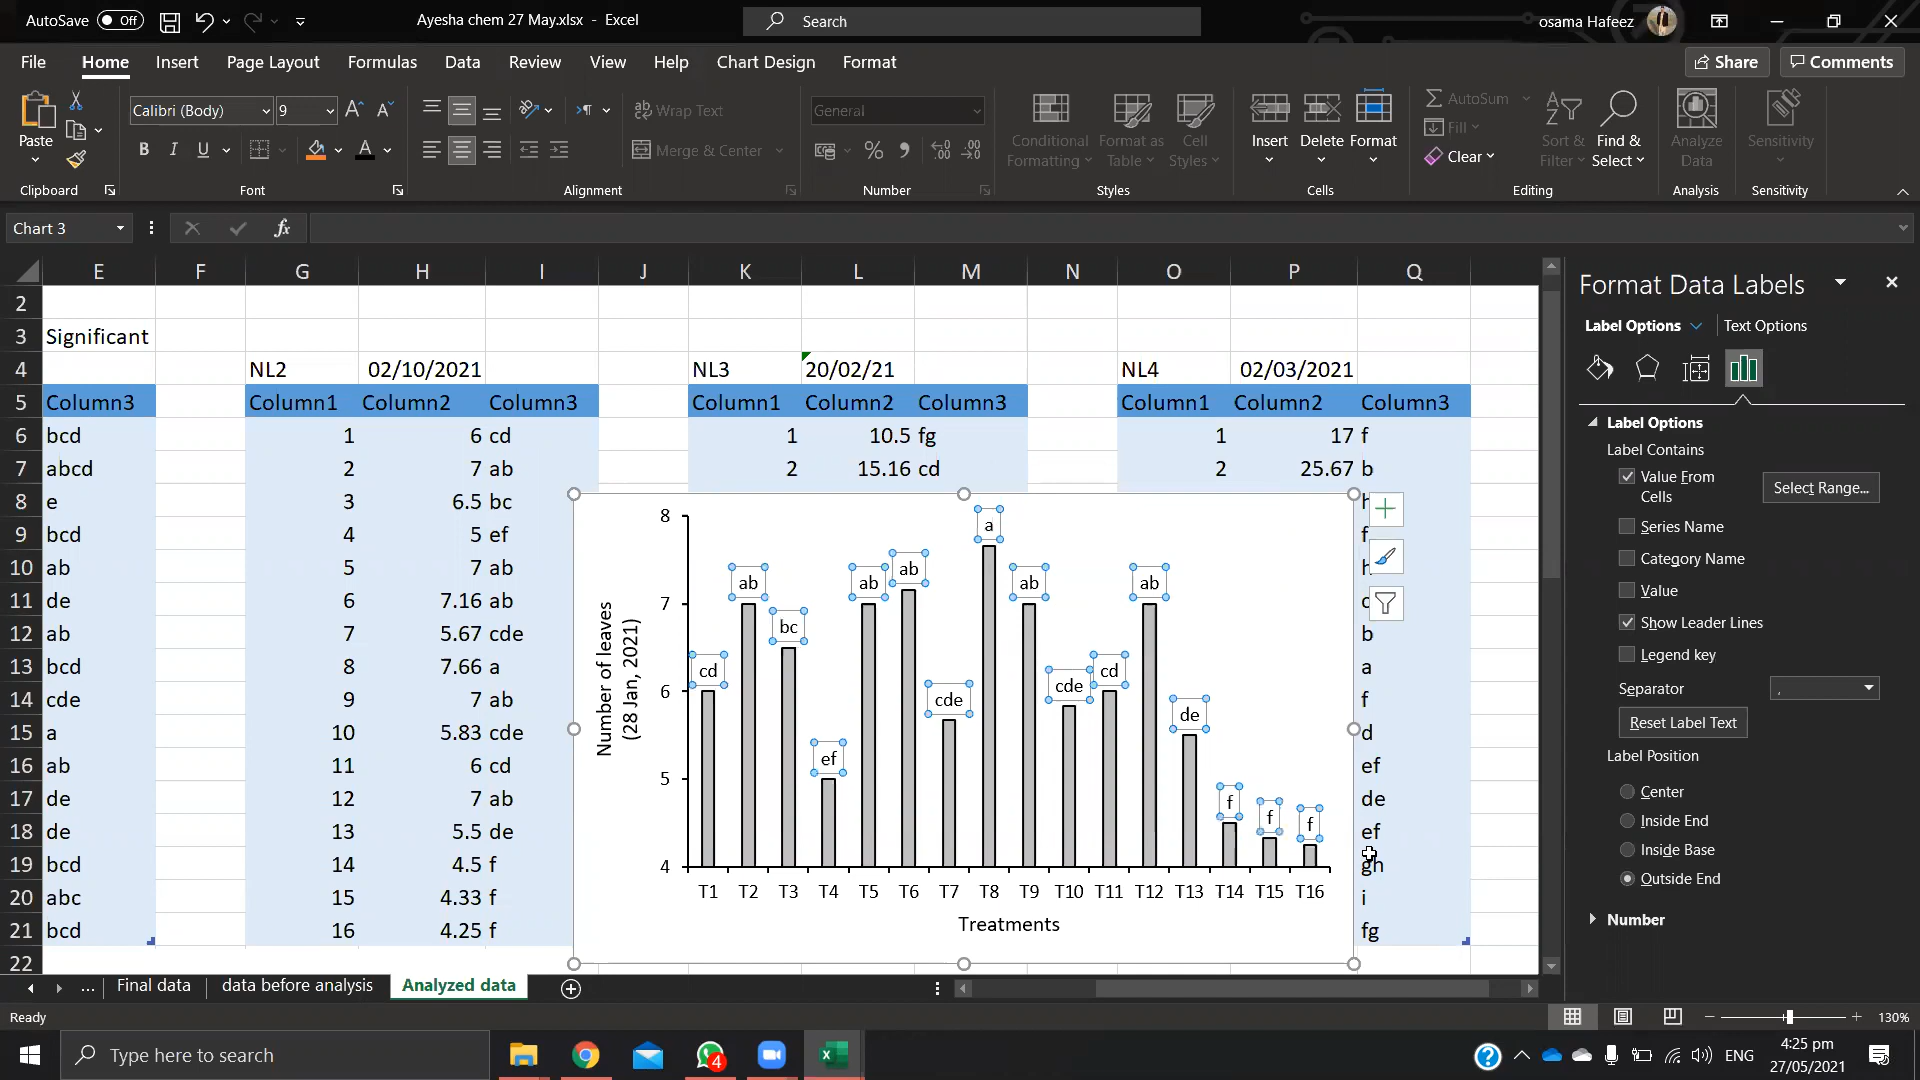 AutoSave Off Ayesha chem 27 May.xlsx - Excel Search osama Hafeez
File Home Insert Page Layout Formulas Data Review View Help Chart Design Format Share Comments
Calibri (Body) 9 A A ab Wrap Text General AutoSum
Paste Conditional Formatting Format as Table Cell Styles Insert Delete Format Fill Sort & Filter Find & Select Analyze Data Sensitivity
B I U A Merge & Center % Clear
Clipboard Font Alignment Number Styles Cells Editing Analysis Sensitivity
Chart 3 fx
E F G H I J K L M N O P Q
2
3 Significant
4 NL2 02/10/2021 NL3 20/02/21 NL4 02/03/2021
5 Column3 Column1 Column2 Column3 Column1 Column2 Column3 Column1 Column2 Column3
6 bcd 1 6 cd 1 10.5 fg 1 17 f
7 abcd 2 7 ab 2 15.16 cd 2 25.67 b
8 e 3 6.5 bc
9 bcd 4 5 ef f
10 ab 5 7 ab
11 de 6 7.16 ab
12 ab 7 5.67 cde b
13 bcd 8 7.66 a a
14 cde 9 7 ab f
15 a 10 5.83 cde d
16 ab 11 6 cd ef
17 de 12 7 ab de
18 de 13 5.5 de ef
19 bcd 14 4.5 f gh
20 abc 15 4.33 f i
21 bcd 16 4.25 f fg
22
Number of leaves
(28 Jan, 2021)
8
7
6
5
4
cd ab bc ef ab ab cde a ab cde cd ab de f f f
T1 T2 T3 T4 T5 T6 T7 T8 T9 T10 T11 T12 T13 T14 T15 T16
Treatments
Format Data Labels
Label Options Text Options
Label Options
Label Contains
Value From Cells Select Range...
Series Name
Category Name
Value
Show Leader Lines
Legend key
Separator ,
Reset Label Text
Label Position
Center
Inside End
Inside Base
Outside End
Number
... Final data data before analysis Analyzed data
Ready 130%
Type here to search 4 ENG 4:25 pm
27/05/2021